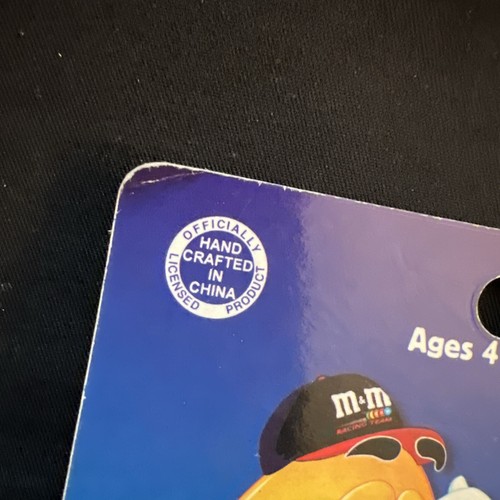 OFFICIALLY
LICENSED PRODUCT
HAND
CRAFTED
IN
CHINA
Ages 4
m&m
RACING TEAM